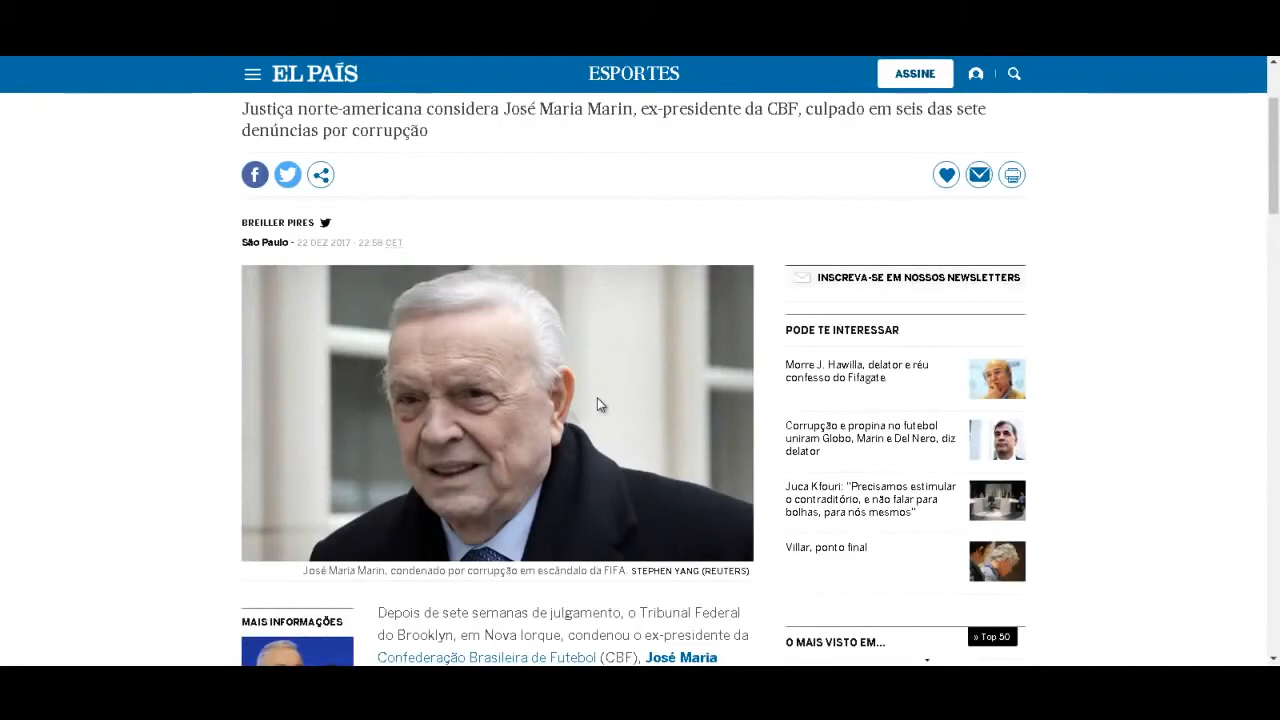 EL PAÍS
ESPORTES
ASSINE
Justiça norte-americana considera José Maria Marin, ex-presidente da CBF, culpado em seis das sete
denúncias por corrupção
BREILLER PIRES
São Paulo - 22 DEZ 2017 - 22:58 CET
José Maria Marin, condenado por corrupção em escândalo da FIFA. STEPHEN YANG (REUTERS)
MAIS INFORMAÇÕES
Depois de sete semanas de julgamento, o Tribunal Federal
do Brooklyn, em Nova Iorque, condenou o ex-presidente da
Confederação Brasileira de Futebol (CBF), José Maria
INSCREVA-SE EM NOSSOS NEWSLETTERS
PODE TE INTERESSAR
Morre J. Hawilla, delator e réu
confesso do Fifagate
Corrupção e propina no futebol
uniram Globo, Marin e Del Nero, diz
delator
Juca Kfouri: "Precisamos estimular
o contraditório, e não falar para
bolhas, para nós mesmos"
Villar, ponto final
O MAIS VISTO EM...
» Top 50